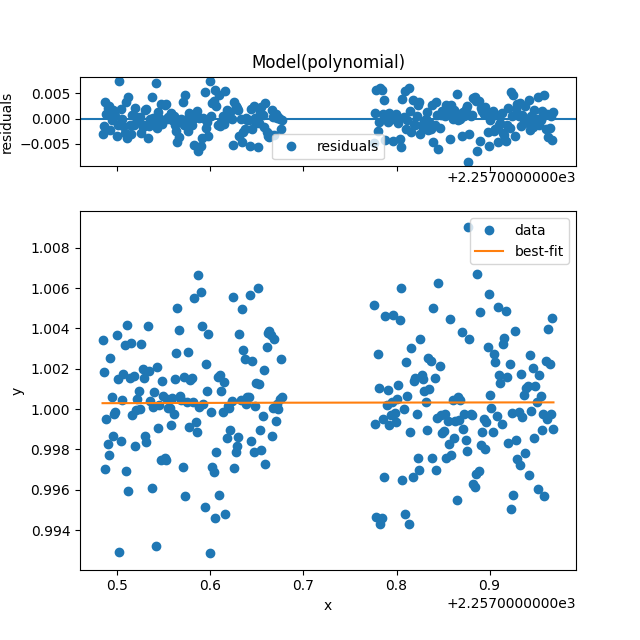 Model(polynomial)
residuals
0.005
0.000
−0.005
residuals
+2.2570000000e3
y
1.008
1.006
1.004
1.002
1.000
0.998
0.996
0.994
data
best-fit
0.5 0.6 0.7 0.8 0.9
x
+2.2570000000e3